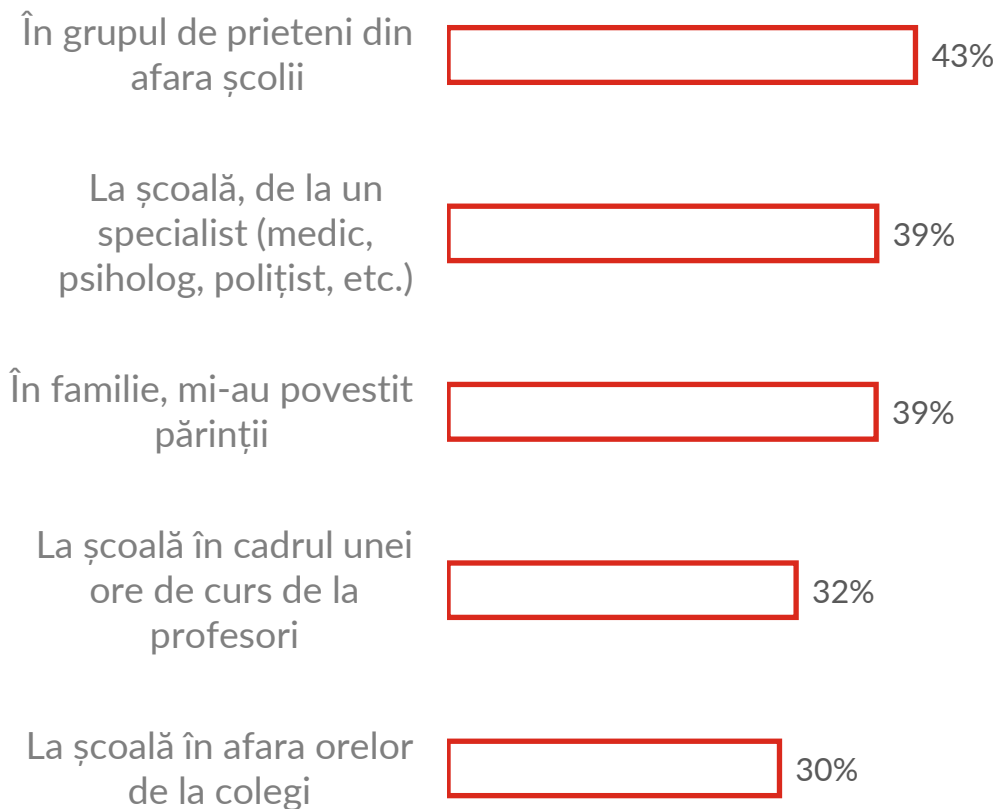 În grupul de prieteni din
afara școlii
43%
La școală, de la un
specialist (medic,
psiholog, polițist, etc.)
39%
În familie, mi-au povestit
părinții
39%
La școală în cadrul unei
ore de curs de la
profesori
32%
La școală în afara orelor
de la colegi
30%